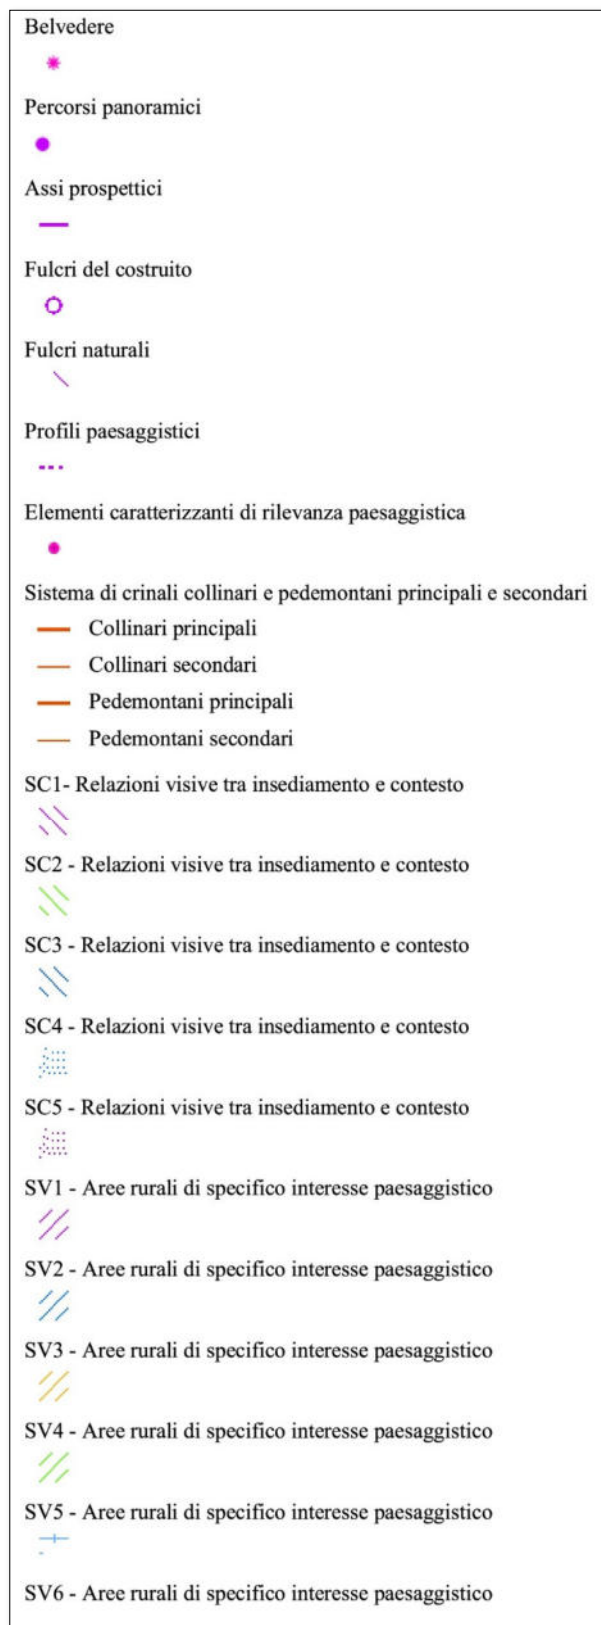 Belvedere
Percorsi panoramici
Assi prospettici
Fulcri del costruito
Fulcri naturali
Profili paesaggistici
Elementi caratterizzanti di rilevanza paesaggistica
Sistema di crinali collinari e pedemontani principali e secondari
Collinari principali
Collinari secondari
Pedemontani principali
Pedemontani secondari
SC1- Relazioni visive tra insediamento e contesto
SC2 - Relazioni visive tra insediamento e contesto
SC3 - Relazioni visive tra insediamento e contesto
SC4 - Relazioni visive tra insediamento e contesto
SC5 - Relazioni visive tra insediamento e contesto
SV1 - Aree rurali di specifico interesse paesaggistico
SV2 - Aree rurali di specifico interesse paesaggistico
SV3 - Aree rurali di specifico interesse paesaggistico
SV4 - Aree rurali di specifico interesse paesaggistico
SV5 - Aree rurali di specifico interesse paesaggistico
SV6 - Aree rurali di specifico interesse paesaggistico